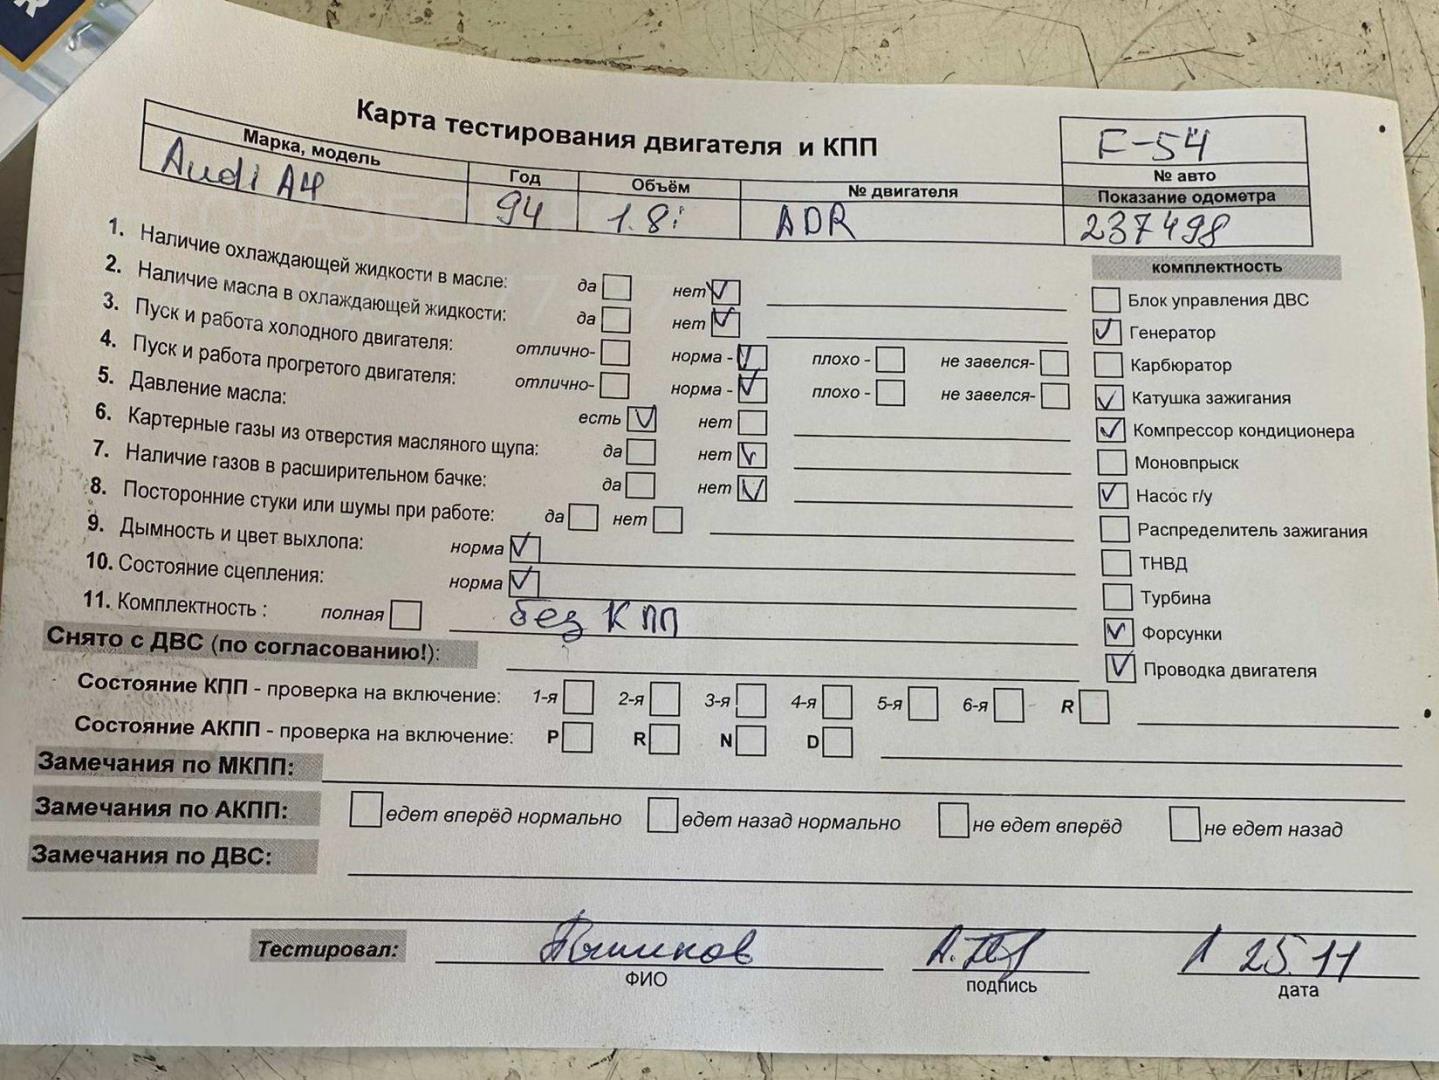 Карта тестирования двигателя и КПП
F-54
№ авто
Марка, модель Год Объём № двигателя Показание одометра
Audi A4 94 1.8i ADR 237498
комплектность
1. Наличие охлаждающей жидкости в масле: да нет
2. Наличие масла в охлаждающей жидкости: да нет
3. Пуск и работа холодного двигателя: отлично- норма - плохо - не завелся-
4. Пуск и работа прогретого двигателя: отлично- норма - плохо - не завелся-
5. Давление масла: есть нет
6. Картерные газы из отверстия масляного щупа: да нет
7. Наличие газов в расширительном бачке: да нет
8. Посторонние стуки или шумы при работе: да нет
9. Дымность и цвет выхлопа: норма
10. Состояние сцепления: норма
11. Комплектность : полная без КПП
Блок управления ДВС
Генератор
Карбюратор
Катушка зажигания
Компрессор кондиционера
Моновпрыск
Насос г/у
Распределитель зажигания
ТНВД
Турбина
Форсунки
Проводка двигателя
Снято с ДВС (по согласованию!):
Состояние КПП - проверка на включение: 1-я 2-я 3-я 4-я 5-я 6-я R
Состояние АКПП - проверка на включение: P R N D
Замечания по МКПП:
Замечания по АКПП: едет вперёд нормально едет назад нормально не едет вперёд не едет назад
Замечания по ДВС:
Тестировал: 25.11
ФИО подпись дата